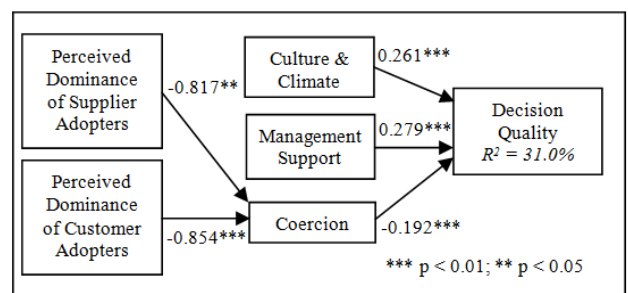 Perceived
Dominance
of Supplier
Adopters
-0.817**
Culture &
Climate
0.261***
Management
Support
0.279***
Decision
Quality
R² = 31.0%
Perceived
Dominance
of Customer
Adopters
-0.854***
Coercion
-0.192***
*** p < 0.01; ** p < 0.05